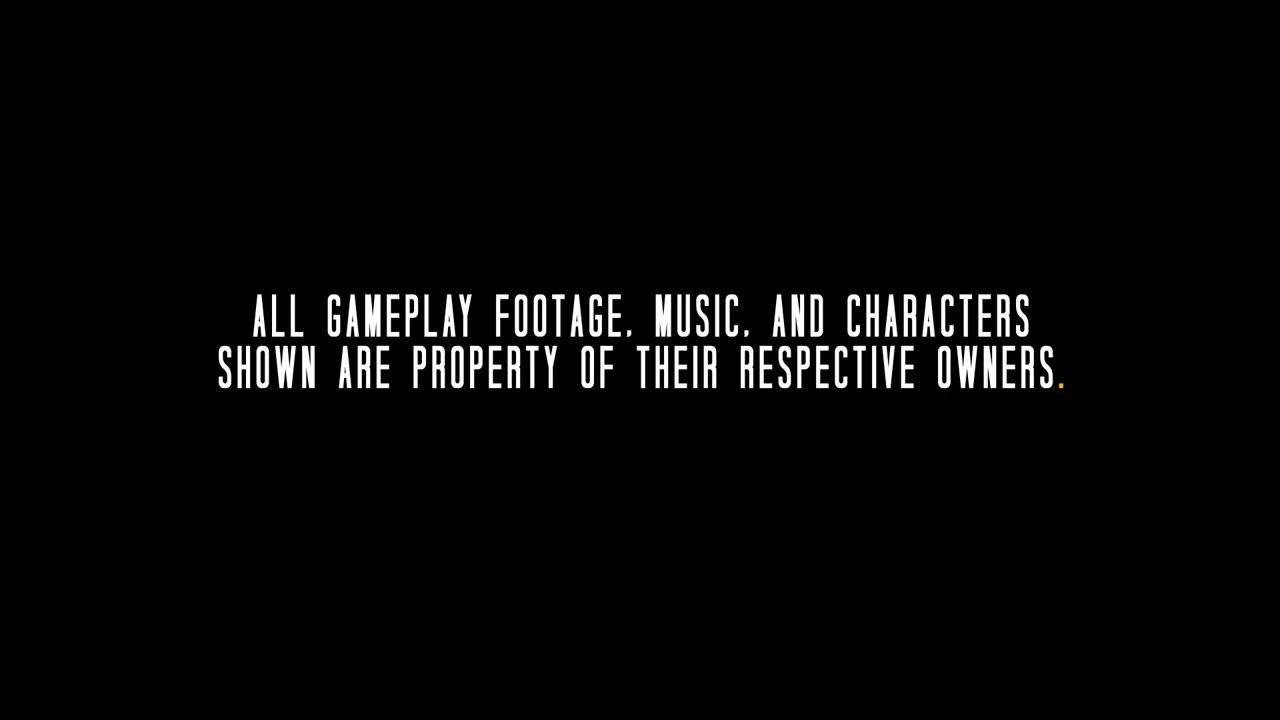 ALL GAMEPLAY FOOTAGE, MUSIC, AND CHARACTERS
SHOWN ARE PROPERTY OF THEIR RESPECTIVE OWNERS.